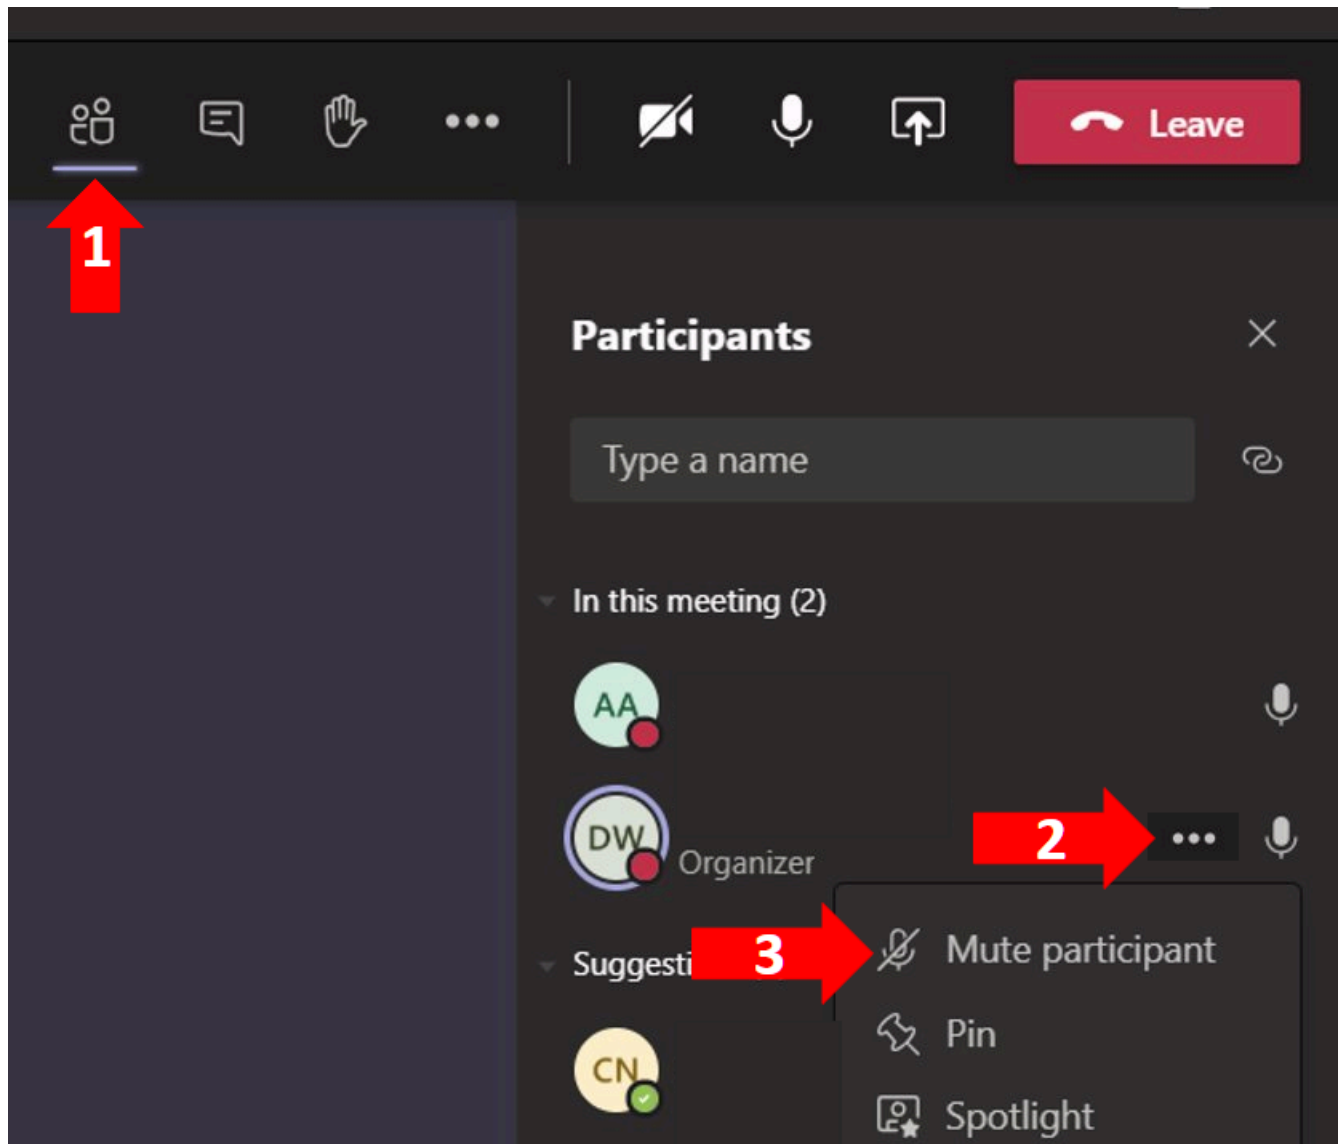 Leave
1
Participants
Type a name
In this meeting (2)
AA
DW
Organizer
2
3
Mute participant
Suggesti
Pin
CN
Spotlight